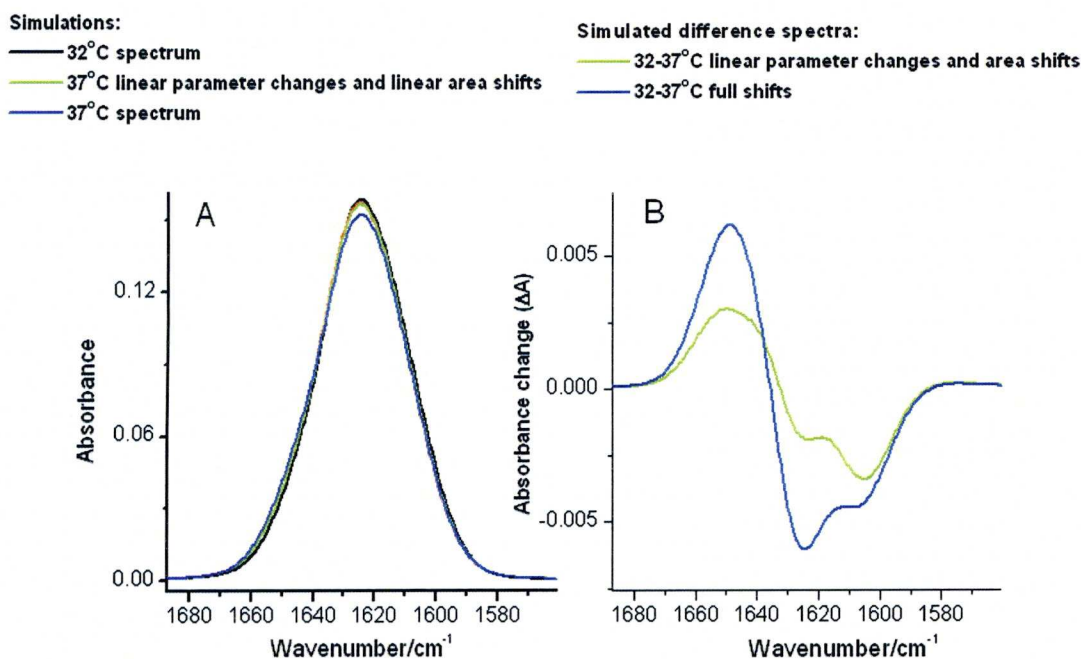 Simulations:
32°C spectrum
37°C linear parameter changes and linear area shifts
37°C spectrum
Simulated difference spectra:
32-37°C linear parameter changes and area shifts
32-37°C full shifts
A
Absorbance
0.12
0.06
0.00
1680 1660 1640 1620 1600 1580
Wavenumber/cm⁻¹
B
Absorbance change (ΔA)
0.005
0.000
-0.005
1680 1660 1640 1620 1600 1580
Wavenumber/cm⁻¹